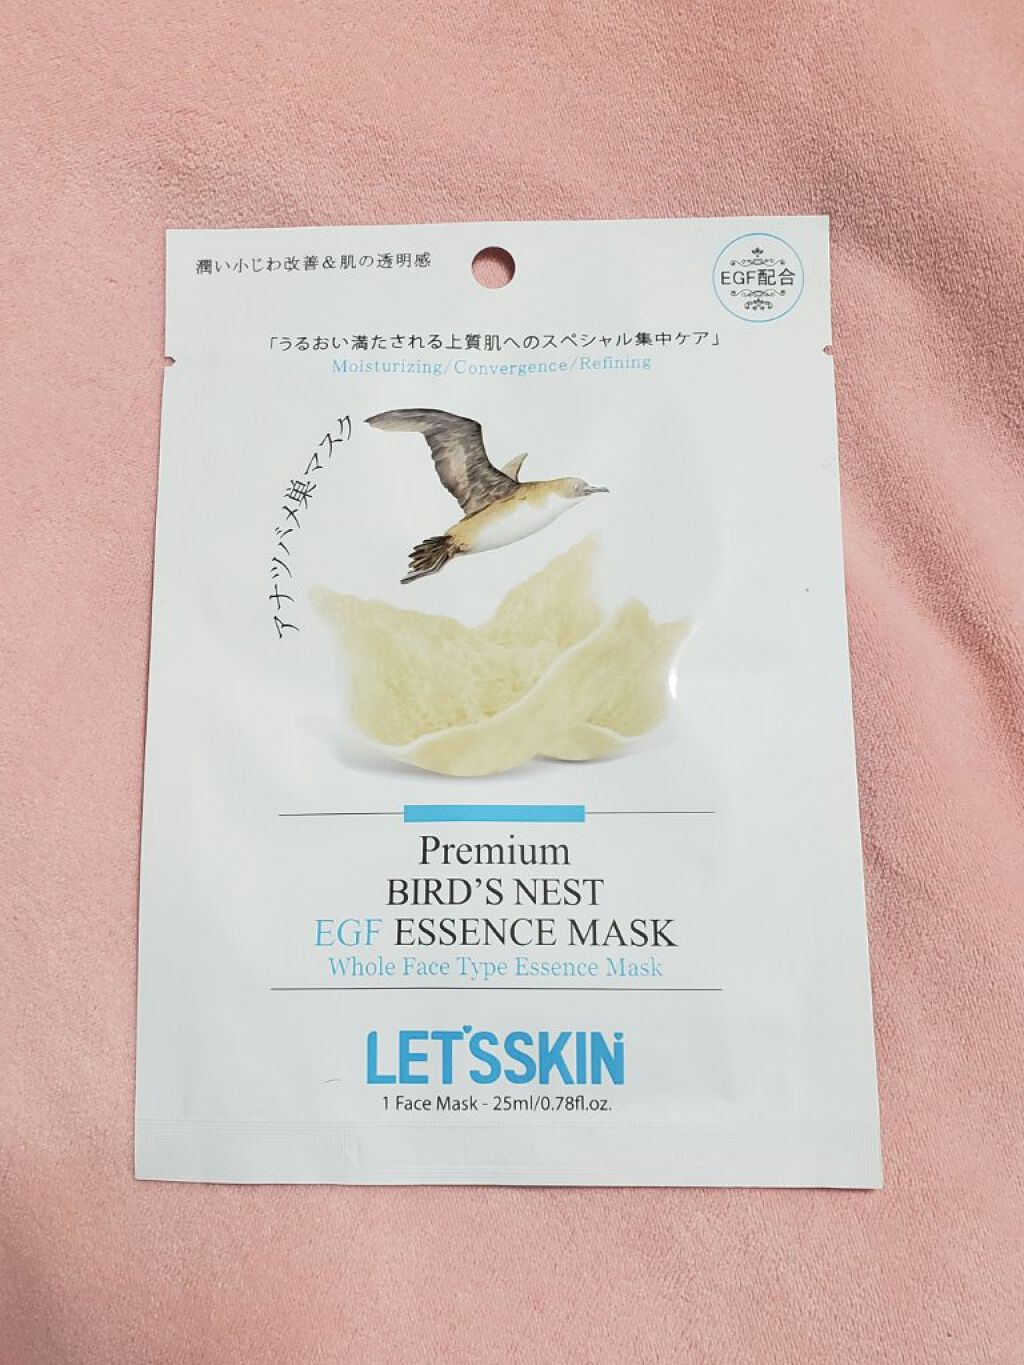 潤い小じわ改善&肌の透明感
EGF配合
「うるおい満たされる上質肌へのスペシャル集中ケア」
Moisturizing/Convergence/Refining
アナツバメ巣マスク
Premium
BIRD'S NEST
EGF ESSENCE MASK
Whole Face Type Essence Mask
LET'SSKIN
1 Face Mask - 25ml/0.78fl.oz.